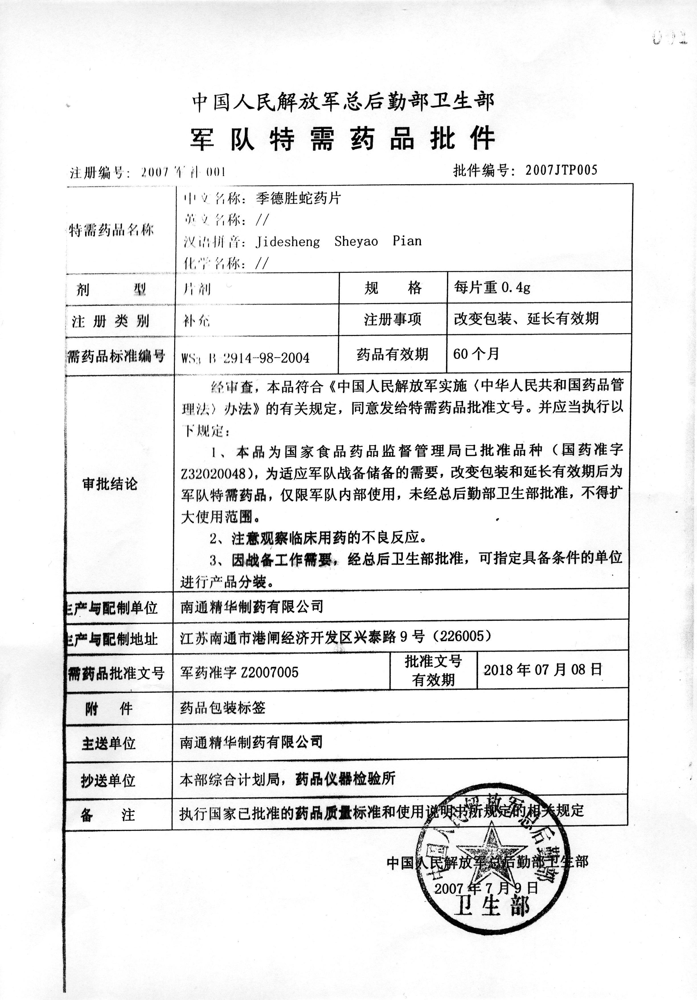 001
中国人民解放军总后勤部卫生部
军队特需药品批件
注册编号：2007军补001
批件编号：2007JTP005
特需药品名称
中文名称：季德胜蛇药片
英文名称：//
汉语拼音：Jidesheng Sheyao Pian
化学名称：//
剂 型 片剂 规 格 每片重0.4g
注册类别 补充 注册事项 改变包装、延长有效期
需药品标准编号 WS₃ B-2914-98-2004 药品有效期 60个月
审批结论
经审查，本品符合《中国人民解放军实施〈中华人民共和国药品管
理法〉办法》的有关规定，同意发给特需药品批准文号。并应当执行以
下规定：
1、本品为国家食品药品监督管理局已批准品种（国药准字
Z32020048），为适应军队战备储备的需要，改变包装和延长有效期后为
军队特需药品，仅限军队内部使用，未经总后勤部卫生部批准，不得扩
大使用范围。
2、注意观察临床用药的不良反应。
3、因战备工作需要，经总后卫生部批准，可指定具备条件的单位
进行产品分装。
生产与配制单位 南通精华制药有限公司
生产与配制地址 江苏南通市港闸经济开发区兴泰路9号（226005）
需药品批准文号 军药准字Z2007005 批准文号
有效期 2018年07月08日
附 件 药品包装标签
主送单位 南通精华制药有限公司
抄送单位 本部综合计划局，药品仪器检验所
备 注 执行国家已批准的药品质量标准和使用说明书所规定的相关规定
中国人民解放军总后勤部卫生部
2007年7月9日
中国人民解放军总后勤部
卫生部